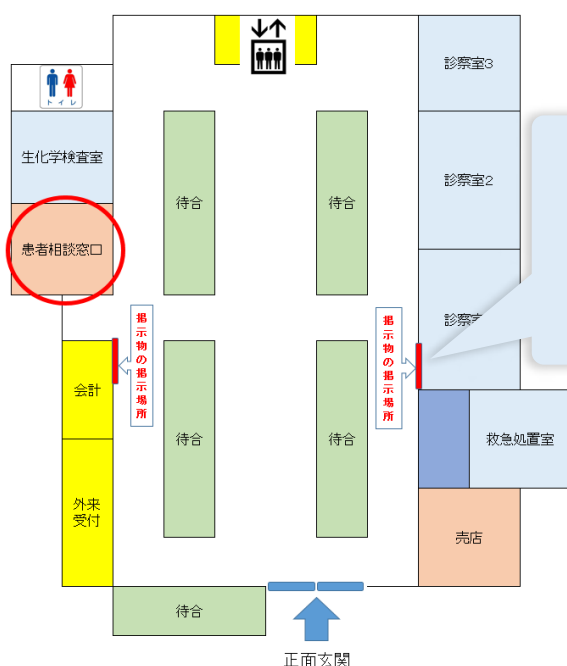 診察室3
トイレ
生化学検査室
待合
待合
診察室2
患者相談窓口
掲示物の掲示場所
掲示物の掲示場所
診察
会計
待合
待合
救急処置室
外来
受付
売店
待合
正面玄関